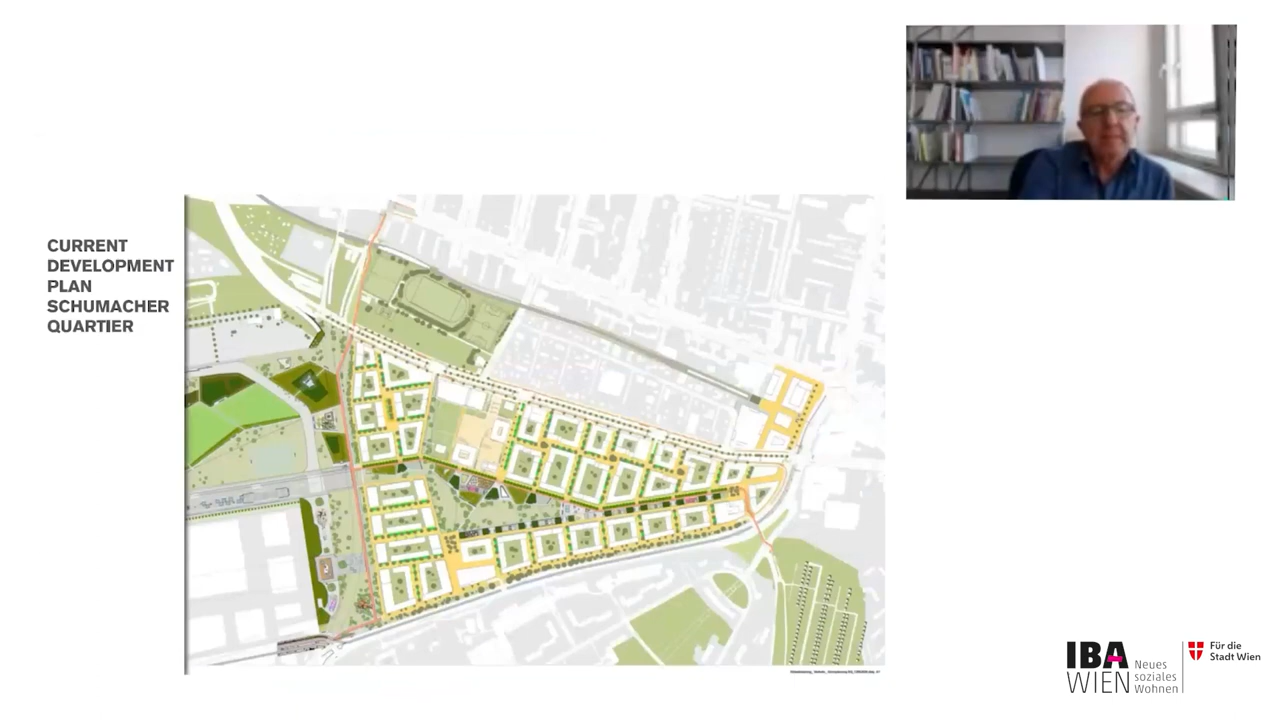 CURRENT
DEVELOPMENT
PLAN
SCHUMACHER
QUARTIER
IBA
WIEN
Neues
soziales
Wohnen
Für die
Stadt Wien